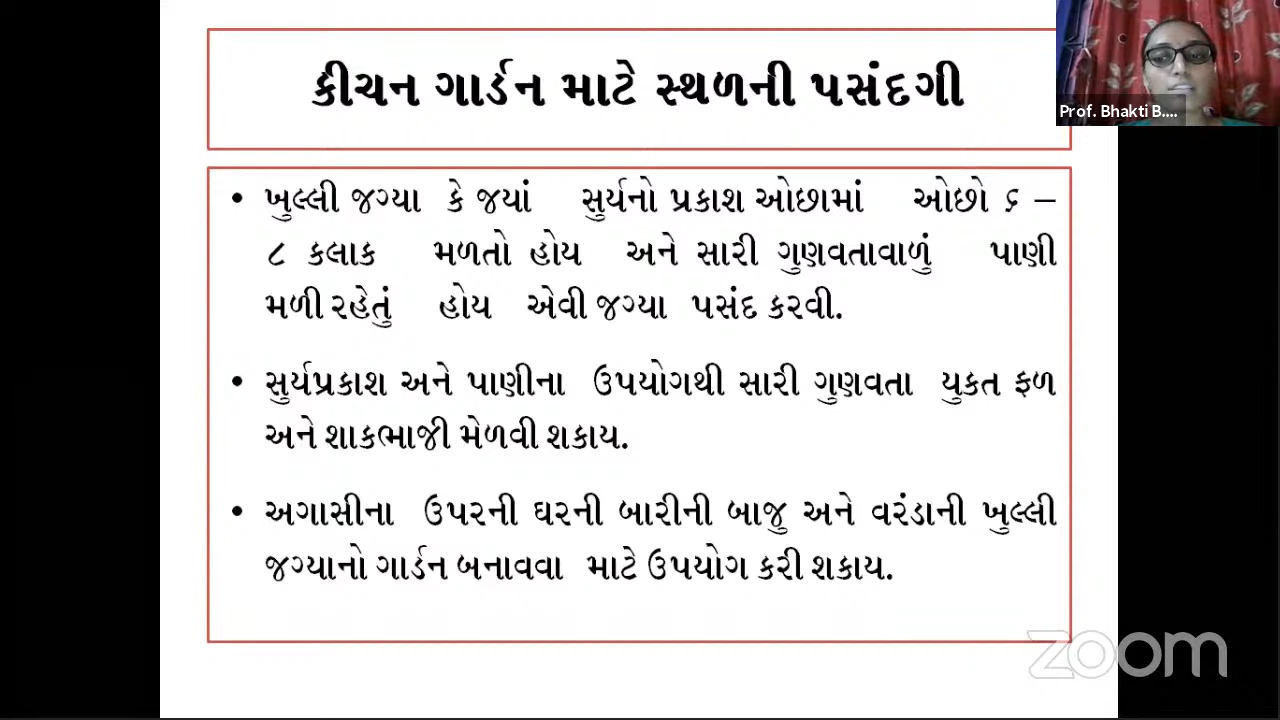 કીચન ગાર્ડન માટે સ્થળની પસંદગી
Prof. Bhakti B....
• ખુલ્લી જગ્યા કે જયાં સુર્યનો પ્રકાશ ઓછામાં ઓછો ૬ –
૮ કલાક મળતો હોય અને સારી ગુણવતાવાળું પાણી
મળી રહેતું હોય એવી જગ્યા પસંદ કરવી.
• સુર્યપ્રકાશ અને પાણીના ઉપયોગથી સારી ગુણવતા યુકત ફળ
અને શાકભાજી મેળવી શકાય.
• અગાસીના ઉપરની ઘરની બારીની બાજુ અને વરંડાની ખુલ્લી
જગ્યાનો ગાર્ડન બનાવવા માટે ઉપયોગ કરી શકાય.
zoom